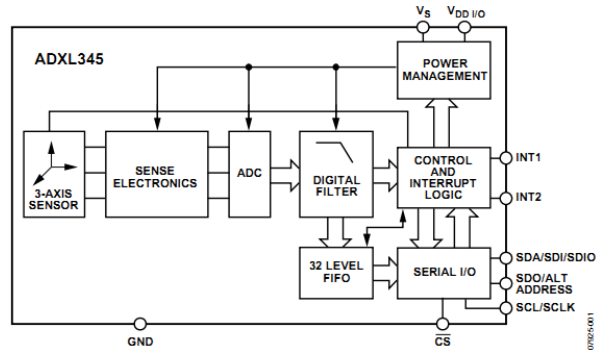 V_S
V_DD I/O
ADXL345
POWER
MANAGEMENT
3-AXIS
SENSOR
SENSE
ELECTRONICS
ADC
DIGITAL
FILTER
CONTROL
AND
INTERRUPT
LOGIC
INT1
INT2
32 LEVEL
FIFO
SERIAL I/O
SDA/SDI/SDIO
SDO/ALT
ADDRESS
SCL/SCLK
GND
CS
07925-001